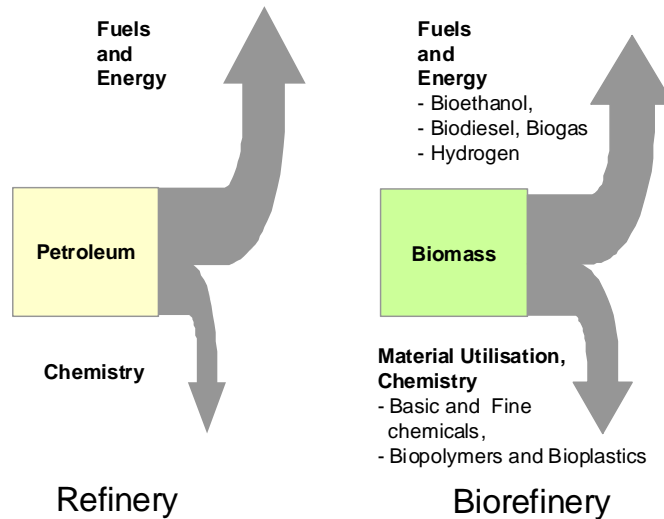 Fuels
and
Energy
Petroleum
Chemistry
Refinery
Fuels
and
Energy
- Bioethanol,
- Biodiesel, Biogas
- Hydrogen
Biomass
Material Utilisation,
Chemistry
- Basic and Fine
chemicals,
- Biopolymers and Bioplastics
Biorefinery